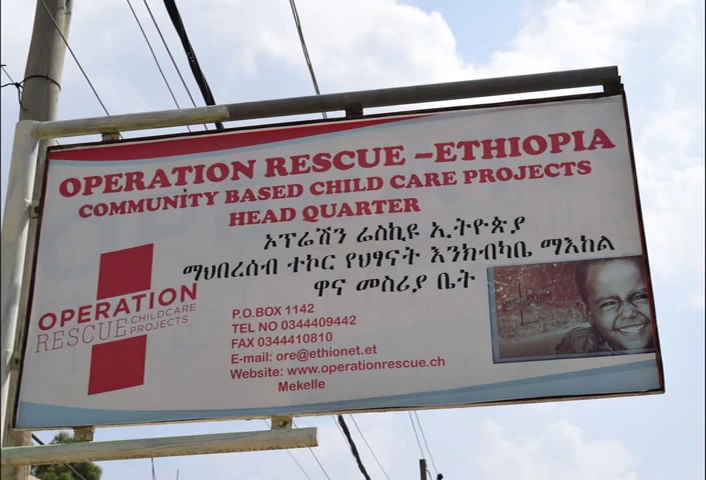 OPERATION RESCUE –ETHIOPIA
COMMUNITY BASED CHILD CARE PROJECTS
HEAD QUARTER
ኦፕሬሽን ሬስኪዩ ኢትዮጵያ
ማህበረሰብ ተኮር የህፃናት እንክብካቤ ማእከል
ዋና መስሪያ ቤት
OPERATION
RESCUE CHILDCARE
PROJECTS
P.O.BOX 1142
TEL NO 0344409442
FAX 0344410810
E-mail: ore@ethionet.et
Website: www.operationrescue.ch
Mekelle